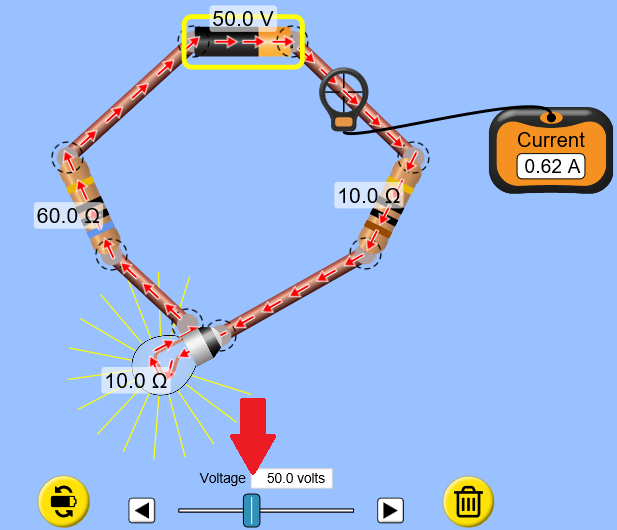 50.0 V
Current
0.62 A
10.0 Ω
60.0 Ω
10.0 Ω
Voltage 50.0 volts